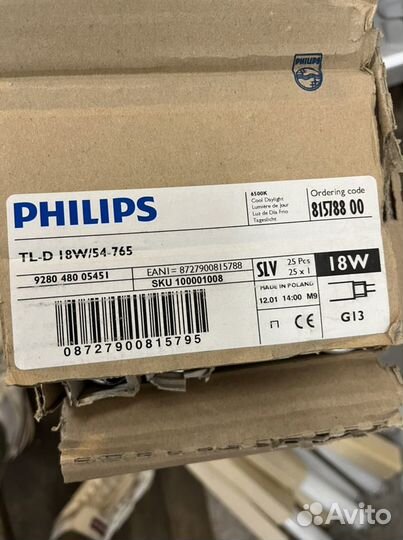 PHILIPS
PHILIPS
6500K
Cool Daylight
Lumière de Jour
Luz de Dia Frio
Tageslicht
Ordering code
815788 00
TL-D 18W/54-765
9280 480 05451
EAN1= 8727900815788
SKU 100001008
SLV
25 Pcs
25 x 1
18W
MADE IN POLAND
12.01 14:00 M9
CE
G13
08727900815795
Avito